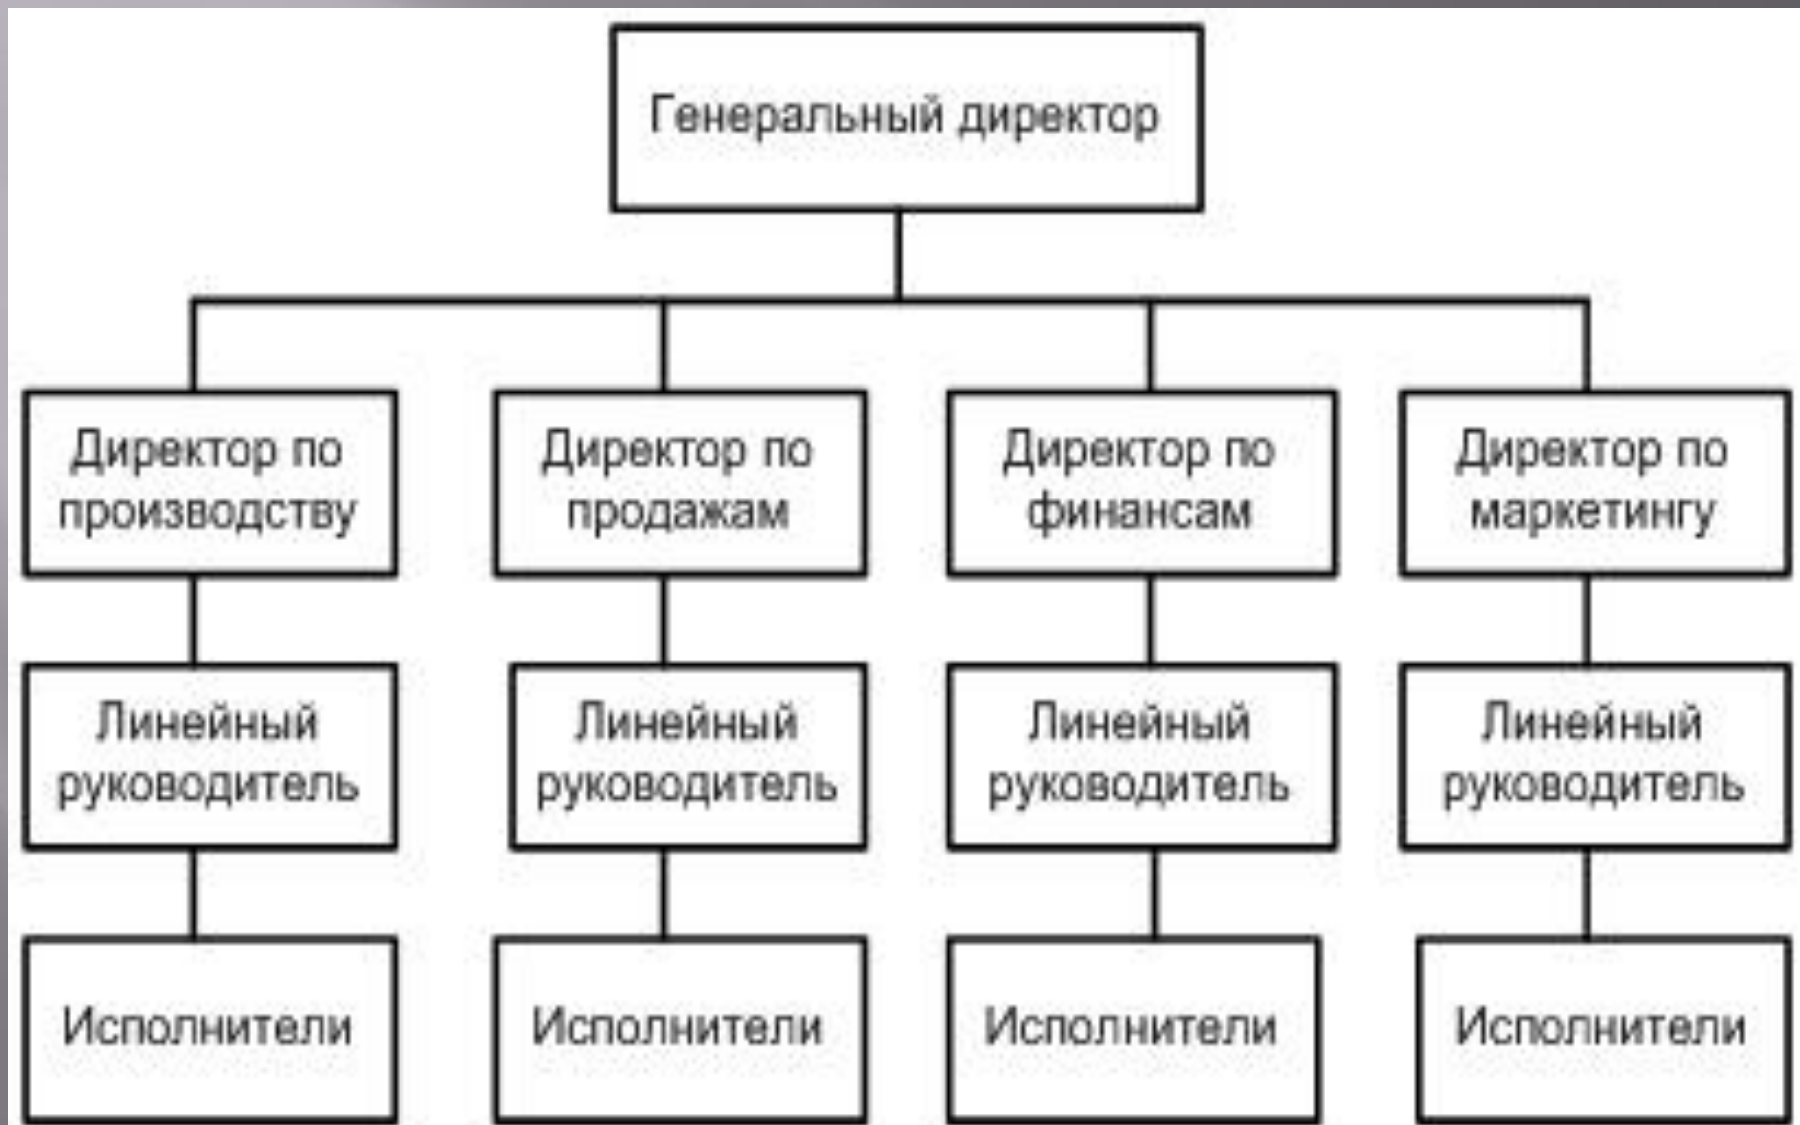 Генеральный директор
Директор по
производству
Директор по
продажам
Директор по
финансам
Директор по
маркетингу
Линейный
руководитель
Линейный
руководитель
Линейный
руководитель
Линейный
руководитель
Исполнители
Исполнители
Исполнители
Исполнители